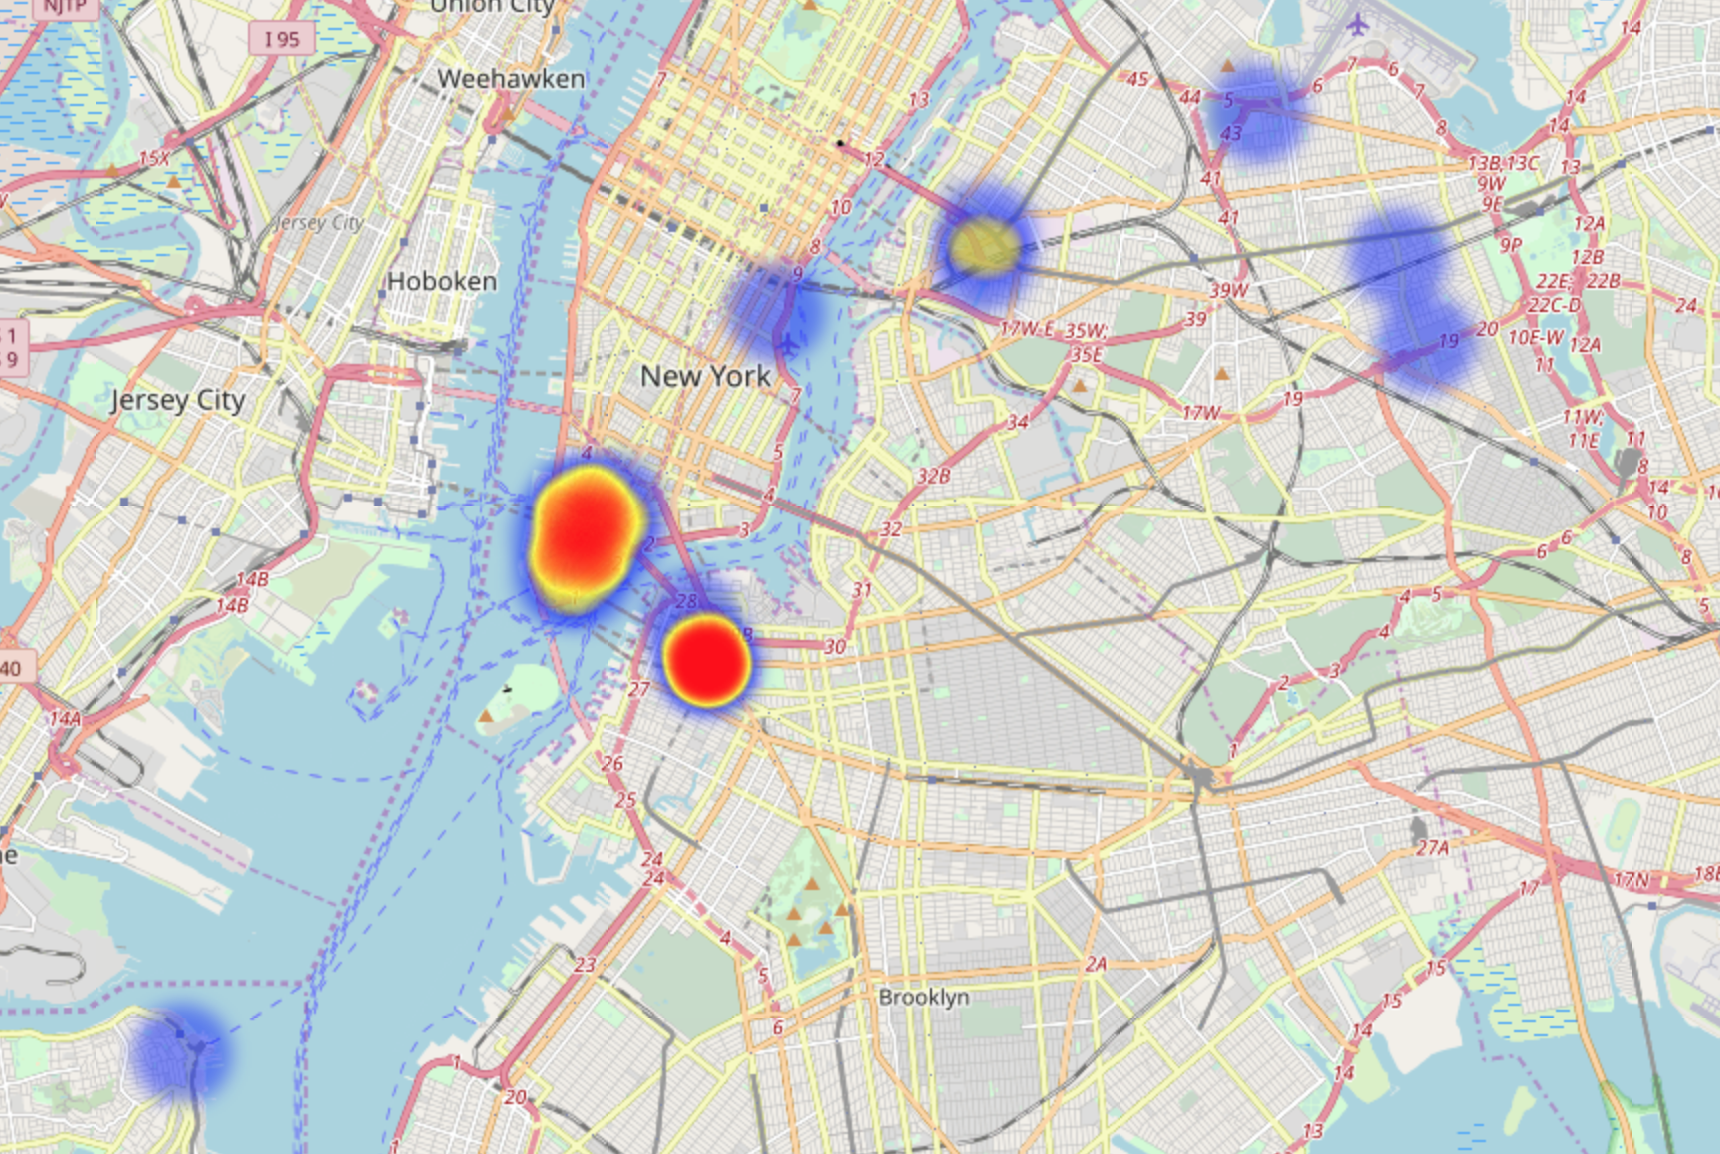 NJTP
Union City
I 95
14
7
6
7
6
Weehawken
45
44
5
7
13
14
43
8
14
15X
12
13B,13C
13
41
9W
10
9E
Jersey City
41
12A
8
9P
12B
9
Hoboken
39W
22E;
22B
22C-D
24
39
17W-E
35W;
20
10E-W
1
9
35E
19
12A
11
New York
7
Jersey City
19
17W
34
11W;
11E
11
4
5
8
32B
14
4
10
3
32
2
6
6
8
14B
31
4
5
14B
28
5
4
B
30
40
3
27
2
14A
1
26
25
27A
24
24
17
17N
18B
4
2A
23
15
5
Brooklyn
15
6
14
1
14
20
13
1